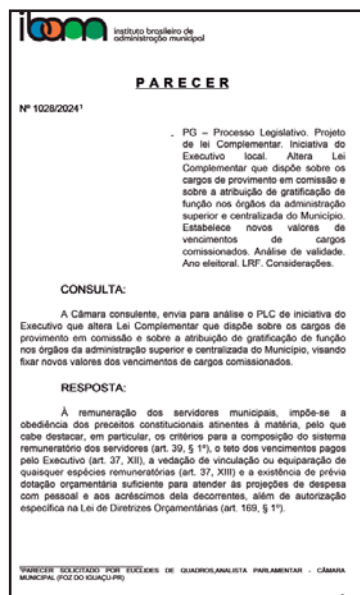 ibam
instituto brasileiro de
administração municipal
PARECER
Nº 1028/2024¹
- PG – Processo Legislativo. Projeto
de lei Complementar. Iniciativa do
Executivo local. Altera Lei
Complementar que dispõe sobre os
cargos de provimento em comissão e
sobre a atribuição de gratificação de
função nos órgãos da administração
superior e centralizada do Município.
Estabelece novos valores de
vencimentos de cargos
comissionados. Análise de validade.
Ano eleitoral. LRF. Considerações.
CONSULTA:
A Câmara consulente, envia para análise o PLC de iniciativa do
Executivo que altera Lei Complementar que dispõe sobre os cargos de
provimento em comissão e sobre a atribuição de gratificação de função
nos órgãos da administração superior e centralizada do Município, visando
fixar novos valores dos vencimentos de cargos comissionados.
RESPOSTA:
À remuneração dos servidores municipais, impõe-se a
obediência dos preceitos constitucionais atinentes à matéria, pelo que
cabe destacar, em particular, os critérios para a composição do sistema
remuneratório dos servidores (art. 39, § 1º), o teto dos vencimentos pagos
pelo Executivo (art. 37, XII), a vedação de vinculação ou equiparação de
quaisquer espécies remuneratórias (art. 37, XIII) e a existência de prévia
dotação orçamentária suficiente para atender às projeções de despesa
com pessoal e aos acréscimos dela decorrentes, além de autorização
específica na Lei de Diretrizes Orçamentárias (art. 169, § 1º).
¹PARECER SOLICITADO POR EUCLIDES DE QUADROS,ANALISTA PARLAMENTAR - CÂMARA
MUNICIPAL (FOZ DO IGUAÇU-PR)